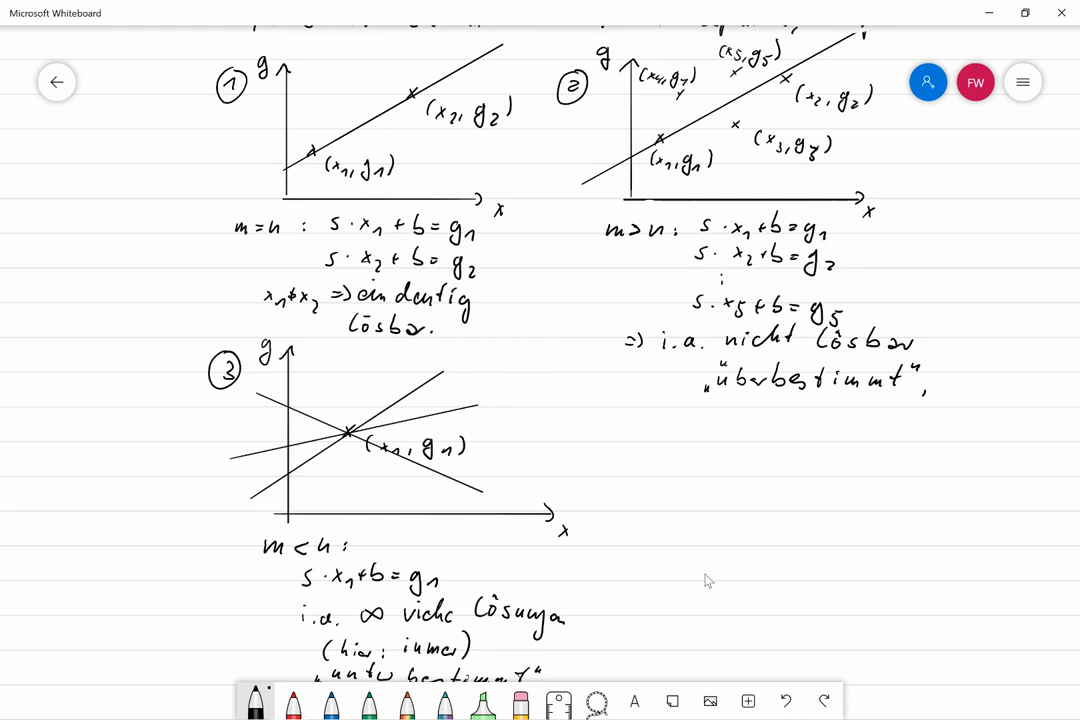 Microsoft Whiteboard
FW
① g
(x₂, g₂)
(x₁, g₁)
x
m=n : s · x₁ + b = g₁
s · x₂ + b = g₂
x₁ ≠ x₂ => eindeutig
lösbar.
② g
(x₄, g₄)
(x₅, g₅)
(x₂, g₂)
(x₃, g₃)
(x₁, g₁)
x
m>n : s · x₁ + b = g₁
s · x₂ + b = g₂
⋮
s · x₅ + b = g₅
=> i.a. nicht lösbar
„überbestimmt“,
③ g
(x₁, g₁)
x
m < n :
s · x₁ + b = g₁
i.a. ∞ viele Lösungen
(hier: immer)
„unterbestimmt“
A